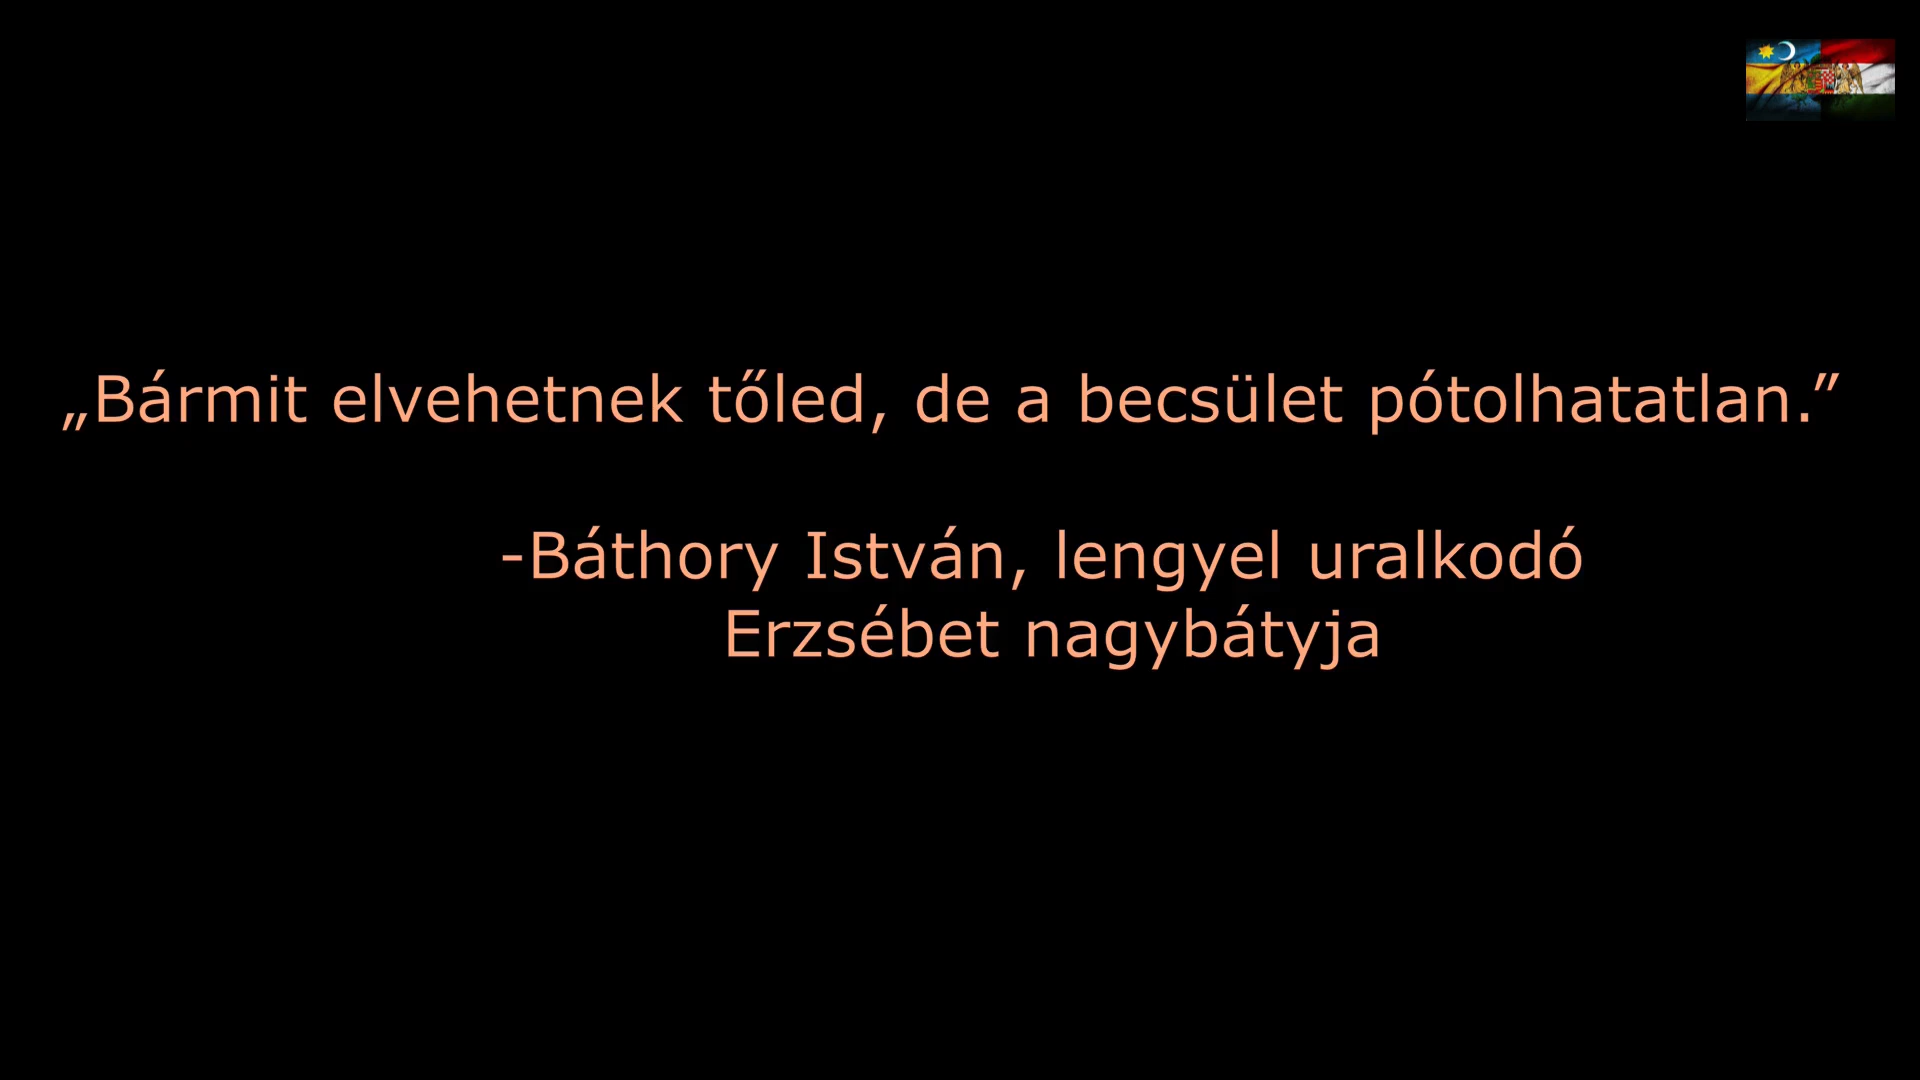 „Bármit elvehetnek tőled, de a becsület pótolhatatlan.”
-Báthory István, lengyel uralkodó
Erzsébet nagybátyja